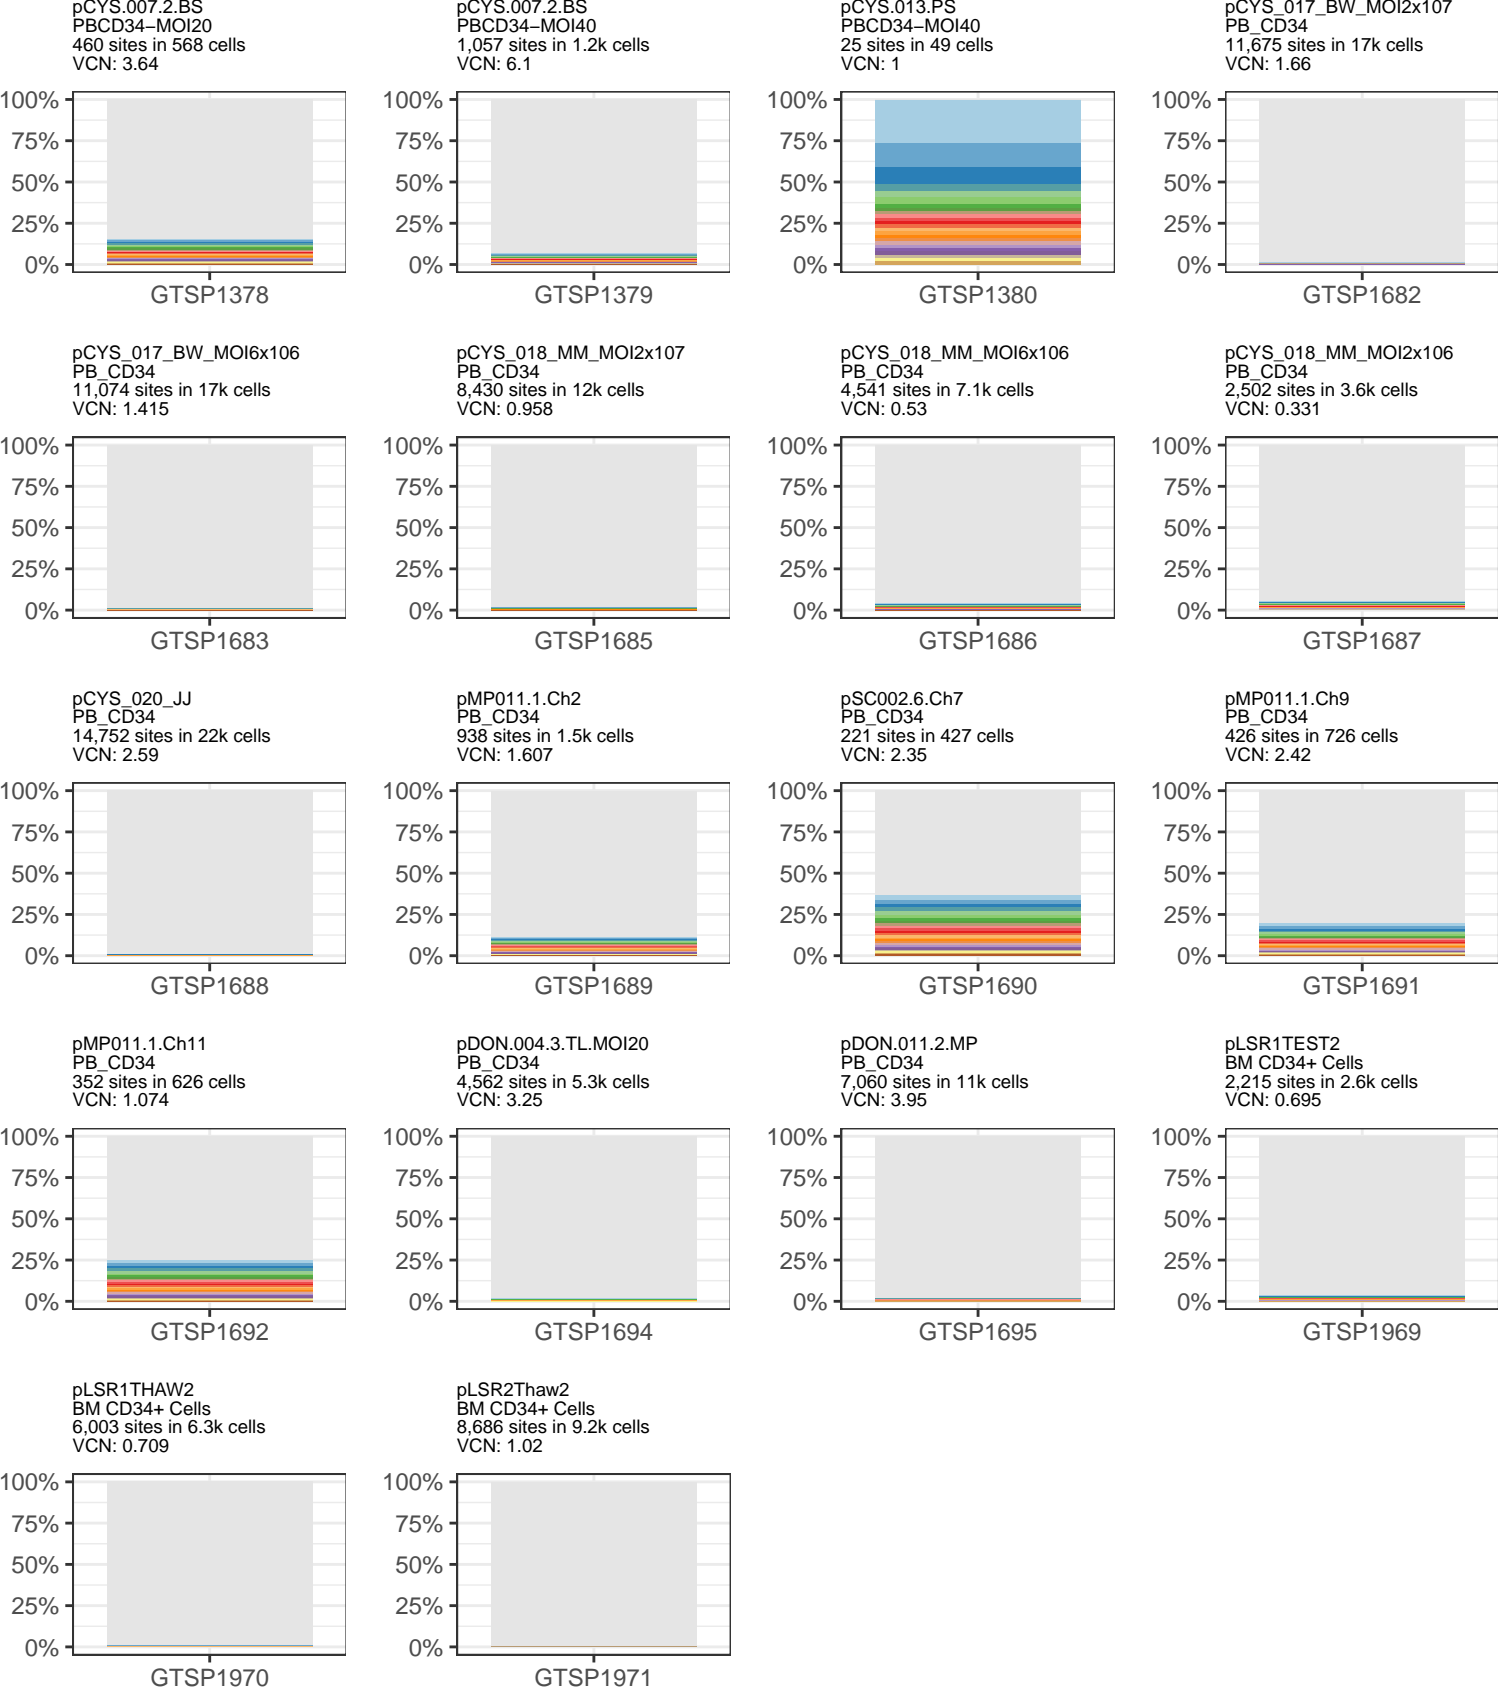 pCYS.007.2.BS
PBCD34−MOI20
460 sites in 568 cells
VCN: 3.64
100%
75%
50%
25%
0%
GTSP1378
pCYS.007.2.BS
PBCD34−MOI40
1,057 sites in 1.2k cells
VCN: 6.1
100%
75%
50%
25%
0%
GTSP1379
pCYS.013.PS
PBCD34−MOI40
25 sites in 49 cells
VCN: 1
100%
75%
50%
25%
0%
GTSP1380
pCYS_017_BW_MOI2x107
PB_CD34
11,675 sites in 17k cells
VCN: 1.66
100%
75%
50%
25%
0%
GTSP1682
pCYS_017_BW_MOI6x106
PB_CD34
11,074 sites in 17k cells
VCN: 1.415
100%
75%
50%
25%
0%
GTSP1683
pCYS_018_MM_MOI2x107
PB_CD34
8,430 sites in 12k cells
VCN: 0.958
100%
75%
50%
25%
0%
GTSP1685
pCYS_018_MM_MOI6x106
PB_CD34
4,541 sites in 7.1k cells
VCN: 0.53
100%
75%
50%
25%
0%
GTSP1686
pCYS_018_MM_MOI2x106
PB_CD34
2,502 sites in 3.6k cells
VCN: 0.331
100%
75%
50%
25%
0%
GTSP1687
pCYS_020_JJ
PB_CD34
14,752 sites in 22k cells
VCN: 2.59
100%
75%
50%
25%
0%
GTSP1688
pMP011.1.Ch2
PB_CD34
938 sites in 1.5k cells
VCN: 1.607
100%
75%
50%
25%
0%
GTSP1689
pSC002.6.Ch7
PB_CD34
221 sites in 427 cells
VCN: 2.35
100%
75%
50%
25%
0%
GTSP1690
pMP011.1.Ch9
PB_CD34
426 sites in 726 cells
VCN: 2.42
100%
75%
50%
25%
0%
GTSP1691
pMP011.1.Ch11
PB_CD34
352 sites in 626 cells
VCN: 1.074
100%
75%
50%
25%
0%
GTSP1692
pDON.004.3.TL.MOI20
PB_CD34
4,562 sites in 5.3k cells
VCN: 3.25
100%
75%
50%
25%
0%
GTSP1694
pDON.011.2.MP
PB_CD34
7,060 sites in 11k cells
VCN: 3.95
100%
75%
50%
25%
0%
GTSP1695
pLSR1TEST2
BM CD34+ Cells
2,215 sites in 2.6k cells
VCN: 0.695
100%
75%
50%
25%
0%
GTSP1969
pLSR1THAW2
BM CD34+ Cells
6,003 sites in 6.3k cells
VCN: 0.709
100%
75%
50%
25%
0%
GTSP1970
pLSR2Thaw2
BM CD34+ Cells
8,686 sites in 9.2k cells
VCN: 1.02
100%
75%
50%
25%
0%
GTSP1971